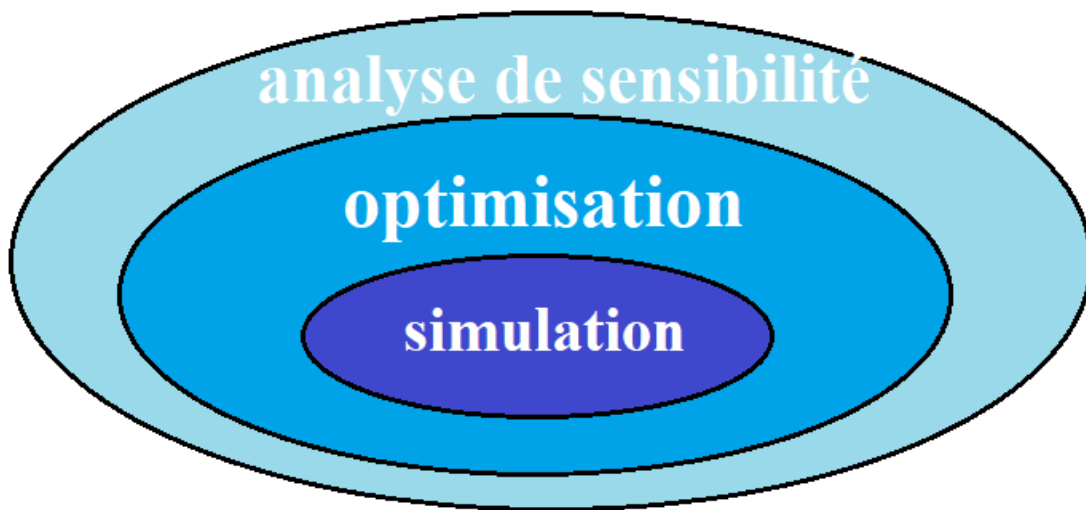 analyse de sensibilité
optimisation
simulation